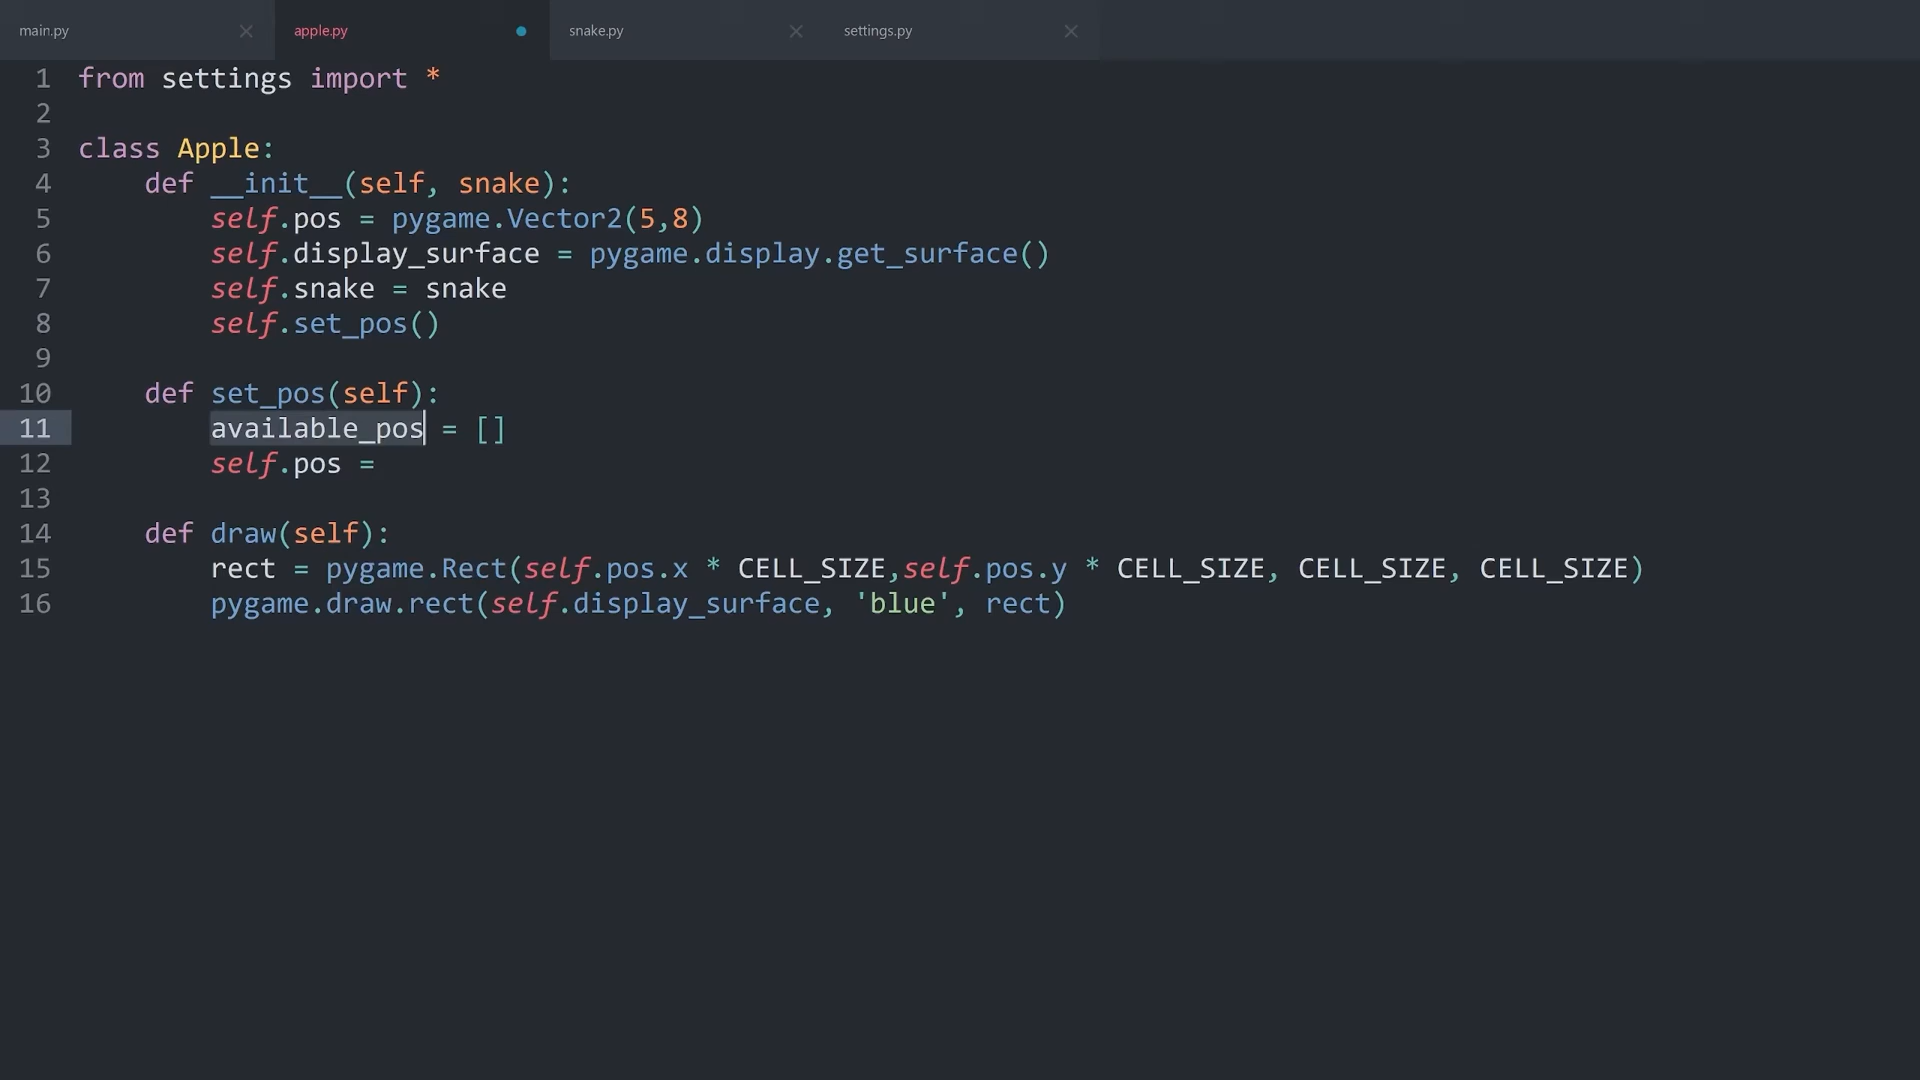 main.py apple.py snake.py settings.py
1 from settings import *
2
3 class Apple:
4     def __init__(self, snake):
5         self.pos = pygame.Vector2(5,8)
6         self.display_surface = pygame.display.get_surface()
7         self.snake = snake
8         self.set_pos()
9
10     def set_pos(self):
11         available_pos = []
12         self.pos =
13
14     def draw(self):
15         rect = pygame.Rect(self.pos.x * CELL_SIZE,self.pos.y * CELL_SIZE, CELL_SIZE, CELL_SIZE)
16         pygame.draw.rect(self.display_surface, 'blue', rect)